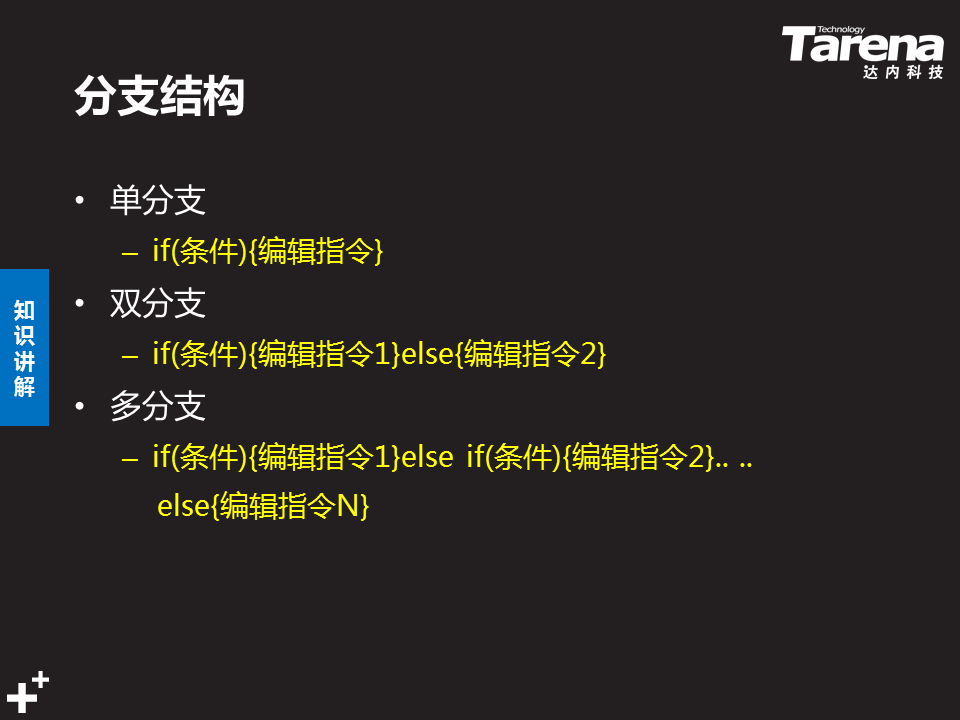 Technology
Tarena
达内科技
分支结构
• 单分支
– if(条件){编辑指令}
• 双分支
– if(条件){编辑指令1}else{编辑指令2}
• 多分支
– if(条件){编辑指令1}else if(条件){编辑指令2}.. ..
else{编辑指令N}
知
识
讲
解